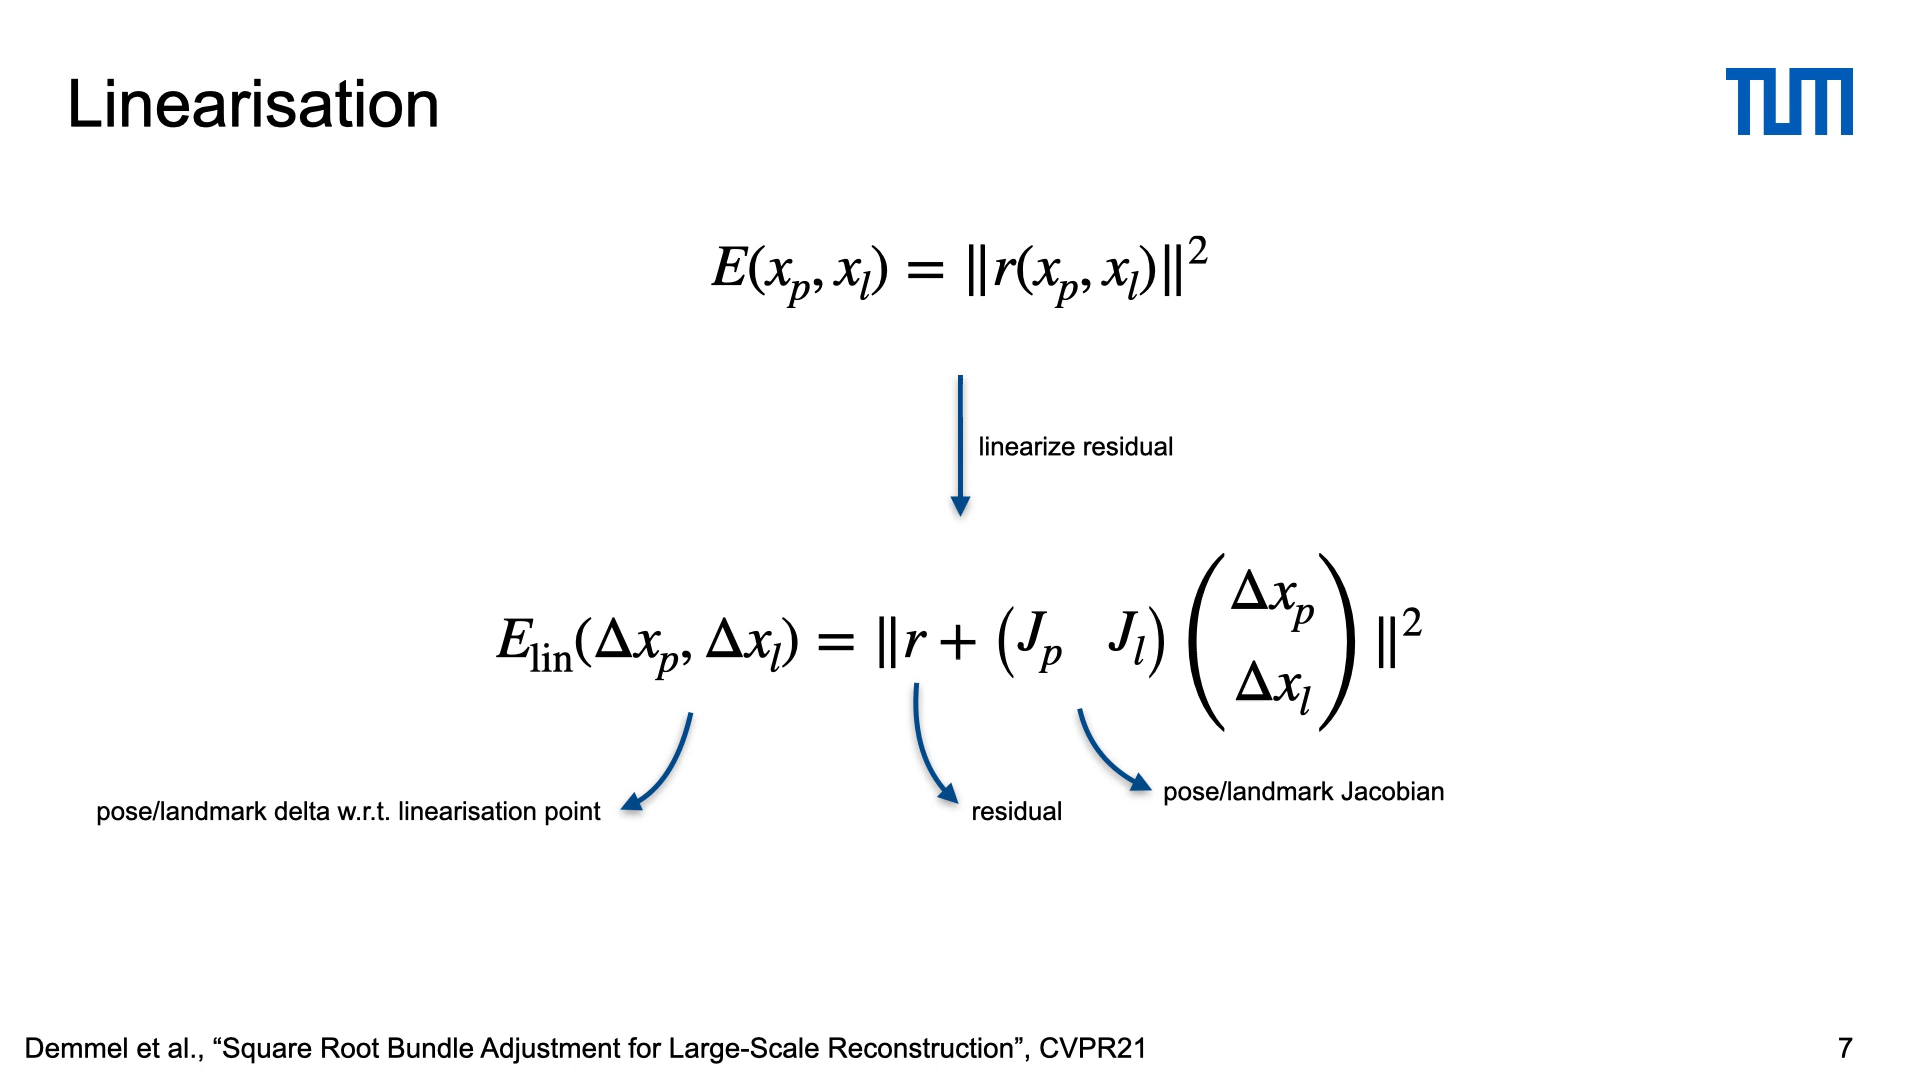 Linearisation
TUM
E(x_p, x_l) = ‖r(x_p, x_l)‖²
linearize residual
E_lin(Δx_p, Δx_l) = ‖r + (J_p J_l) (Δx_p Δx_l) ‖²
pose/landmark delta w.r.t. linearisation point
residual
pose/landmark Jacobian
Demmel et al., “Square Root Bundle Adjustment for Large-Scale Reconstruction”, CVPR21
7